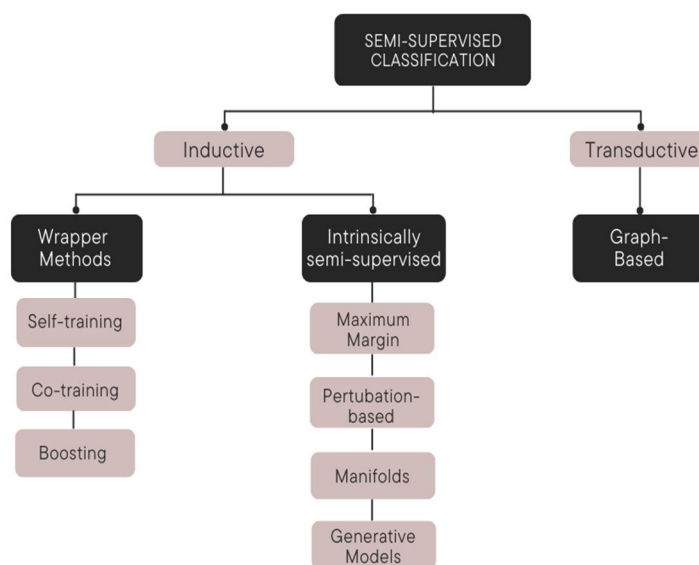 SEMI-SUPERVISED
CLASSIFICATION
Inductive
Transductive
Wrapper
Methods
Intrinsically
semi-supervised
Graph-
Based
Self-training
Maximum
Margin
Co-training
Pertubation-
based
Boosting
Manifolds
Generative
Models